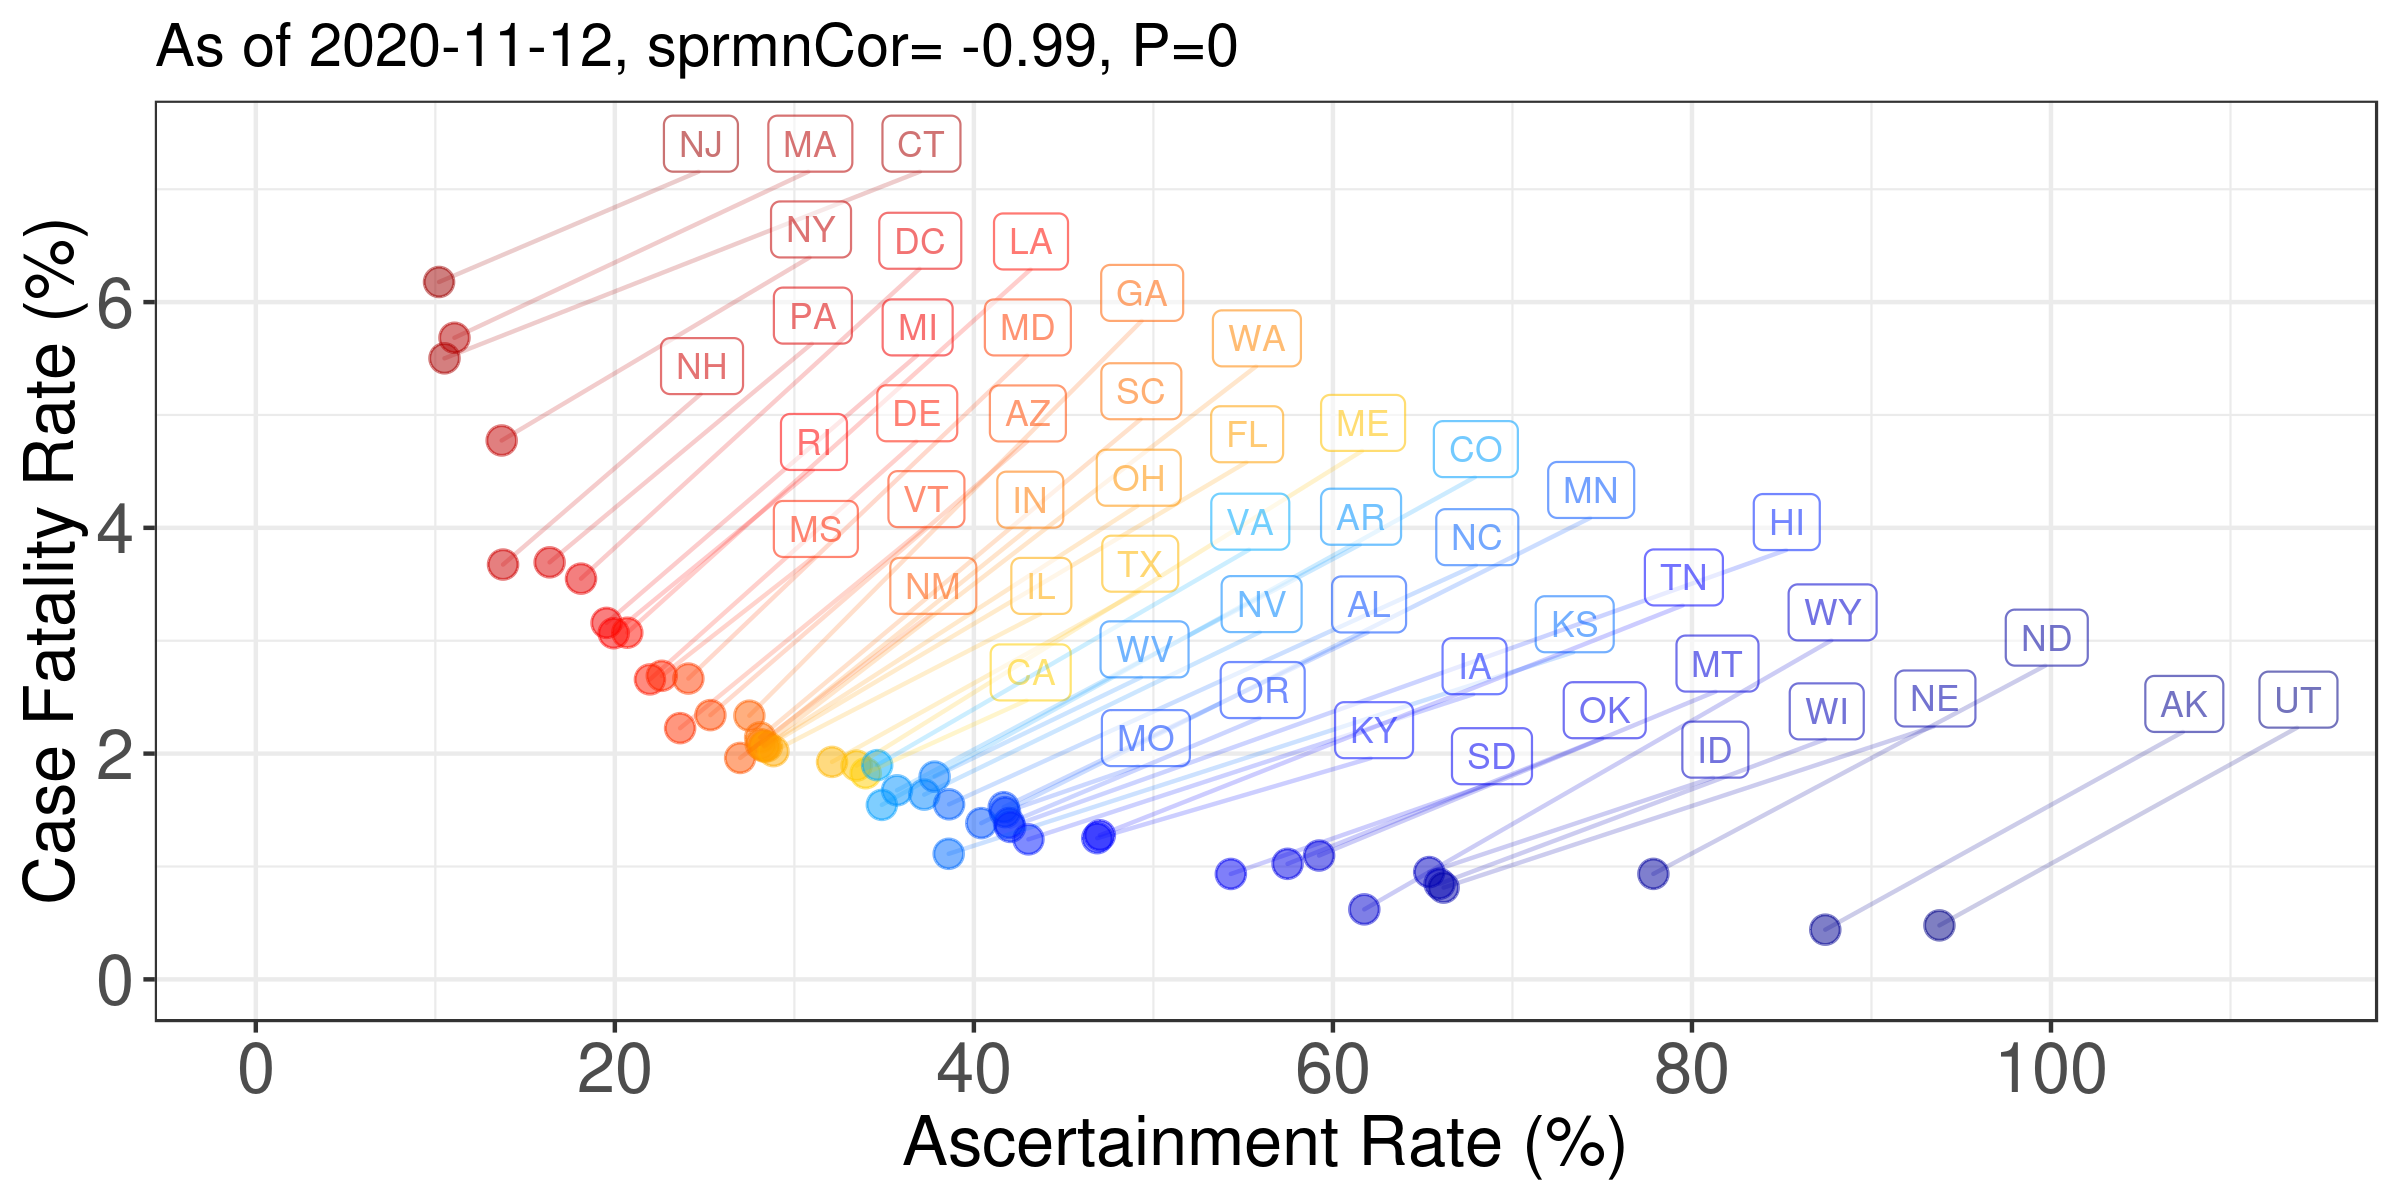 As of 2020-11-12, sprmnCor= -0.99, P=0
Case Fatality Rate (%)
6
4
2
0
NJ MA CT
NY DC LA
GA
PA MI MD WA
NH
SC
DE AZ ME
RI FL CO
OH MN
VT IN
MS VA AR NC HI
NM IL TX TN
NV AL WY
KS ND
WV
CA IA MT
OR OK NE AK UT
MO KY WI
SD ID
0 20 40 60 80 100
Ascertainment Rate (%)